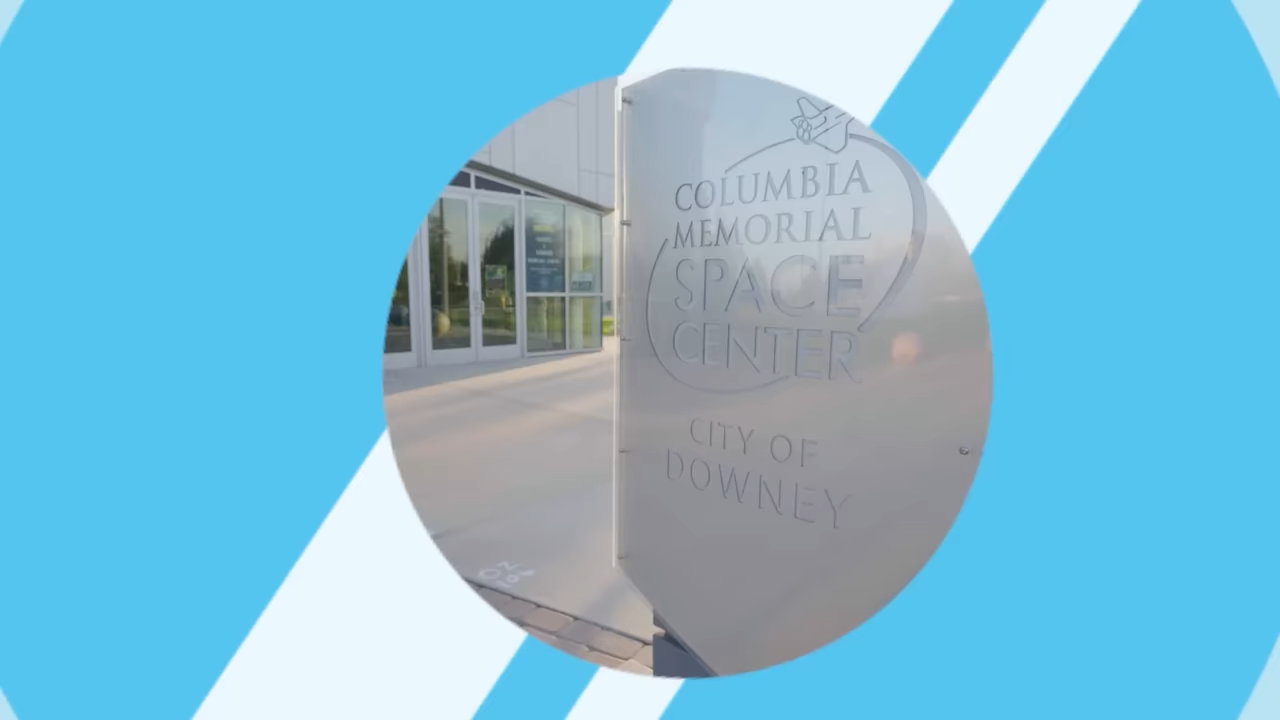 COLUMBIA
MEMORIAL
SPACE
CENTER
CITY OF
DOWNEY